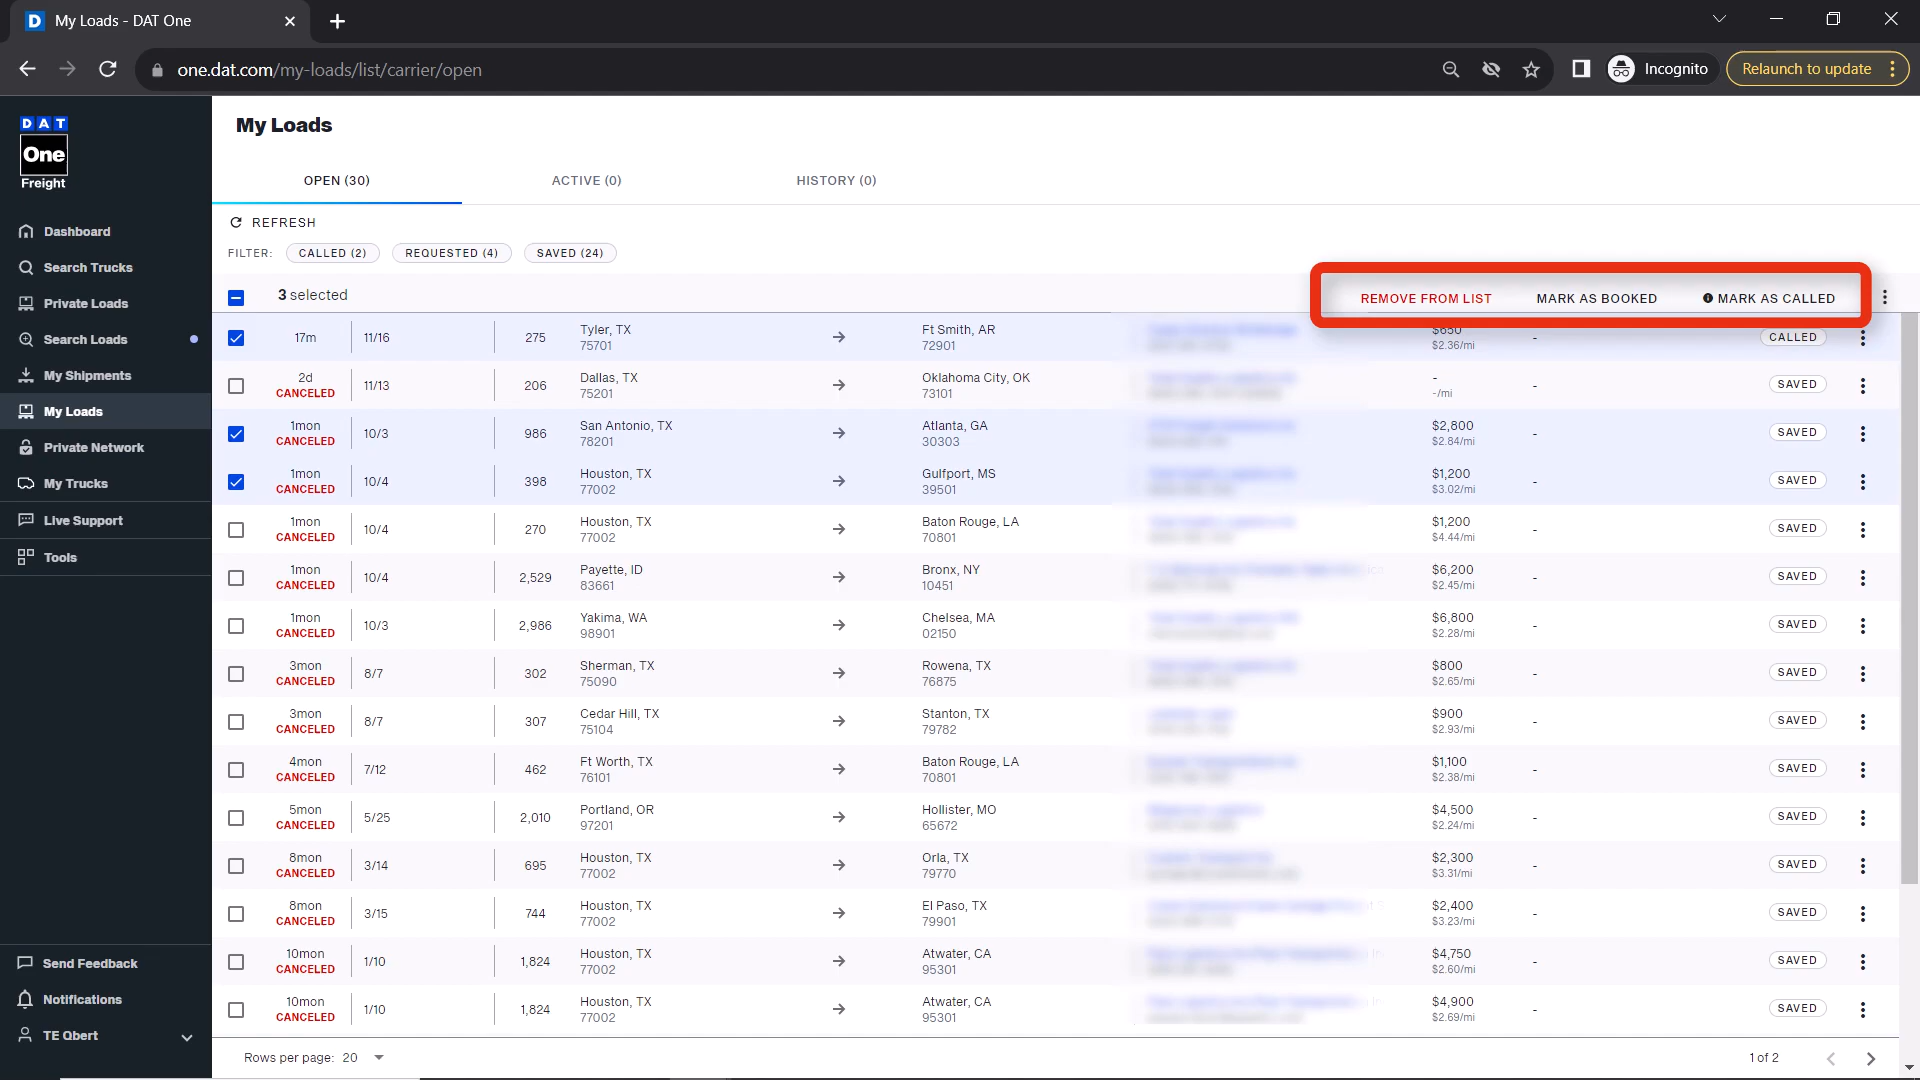 My Loads - DAT One
one.dat.com/my-loads/list/carrier/open
Incognito
Relaunch to update
DAT
One
Freight
Dashboard
Search Trucks
Private Loads
Search Loads
My Shipments
My Loads
Private Network
My Trucks
Live Support
Tools
Send Feedback
Notifications
TE Qbert
My Loads
OPEN (30) ACTIVE (0) HISTORY (0)
REFRESH
FILTER: CALLED (2) REQUESTED (4) SAVED (24)
3 selected REMOVE FROM LIST MARK AS BOOKED MARK AS CALLED
17m 11/16 275 Tyler, TX → Ft Smith, AR $650 - CALLED
75701 72901 $2.36/mi
2d 11/13 206 Dallas, TX → Oklahoma City, OK - - SAVED
CANCELED 75201 73101 -/mi
1mon 10/3 986 San Antonio, TX → Atlanta, GA $2,800 - SAVED
CANCELED 78201 30303 $2.84/mi
1mon 10/4 398 Houston, TX → Gulfport, MS $1,200 - SAVED
CANCELED 77002 39501 $3.02/mi
1mon 10/4 270 Houston, TX → Baton Rouge, LA $1,200 - SAVED
CANCELED 77002 70801 $4.44/mi
1mon 10/4 2,529 Payette, ID → Bronx, NY $6,200 - SAVED
CANCELED 83661 10451 $2.45/mi
1mon 10/3 2,986 Yakima, WA → Chelsea, MA $6,800 - SAVED
CANCELED 98901 02150 $2.28/mi
3mon 8/7 302 Sherman, TX → Rowena, TX $800 - SAVED
CANCELED 75090 76875 $2.65/mi
3mon 8/7 307 Cedar Hill, TX → Stanton, TX $900 - SAVED
CANCELED 75104 79782 $2.93/mi
4mon 7/12 462 Ft Worth, TX → Baton Rouge, LA $1,100 - SAVED
CANCELED 76101 70801 $2.38/mi
5mon 5/25 2,010 Portland, OR → Hollister, MO $4,500 - SAVED
CANCELED 97201 65672 $2.24/mi
8mon 3/14 695 Houston, TX → Orla, TX $2,300 - SAVED
CANCELED 77002 79770 $3.31/mi
8mon 3/15 744 Houston, TX → El Paso, TX $2,400 - SAVED
CANCELED 77002 79901 $3.23/mi
10mon 1/10 1,824 Houston, TX → Atwater, CA $4,750 - SAVED
CANCELED 77002 95301 $2.60/mi
10mon 1/10 1,824 Houston, TX → Atwater, CA $4,900 - SAVED
CANCELED 77002 95301 $2.69/mi
Rows per page: 20 1 of 2